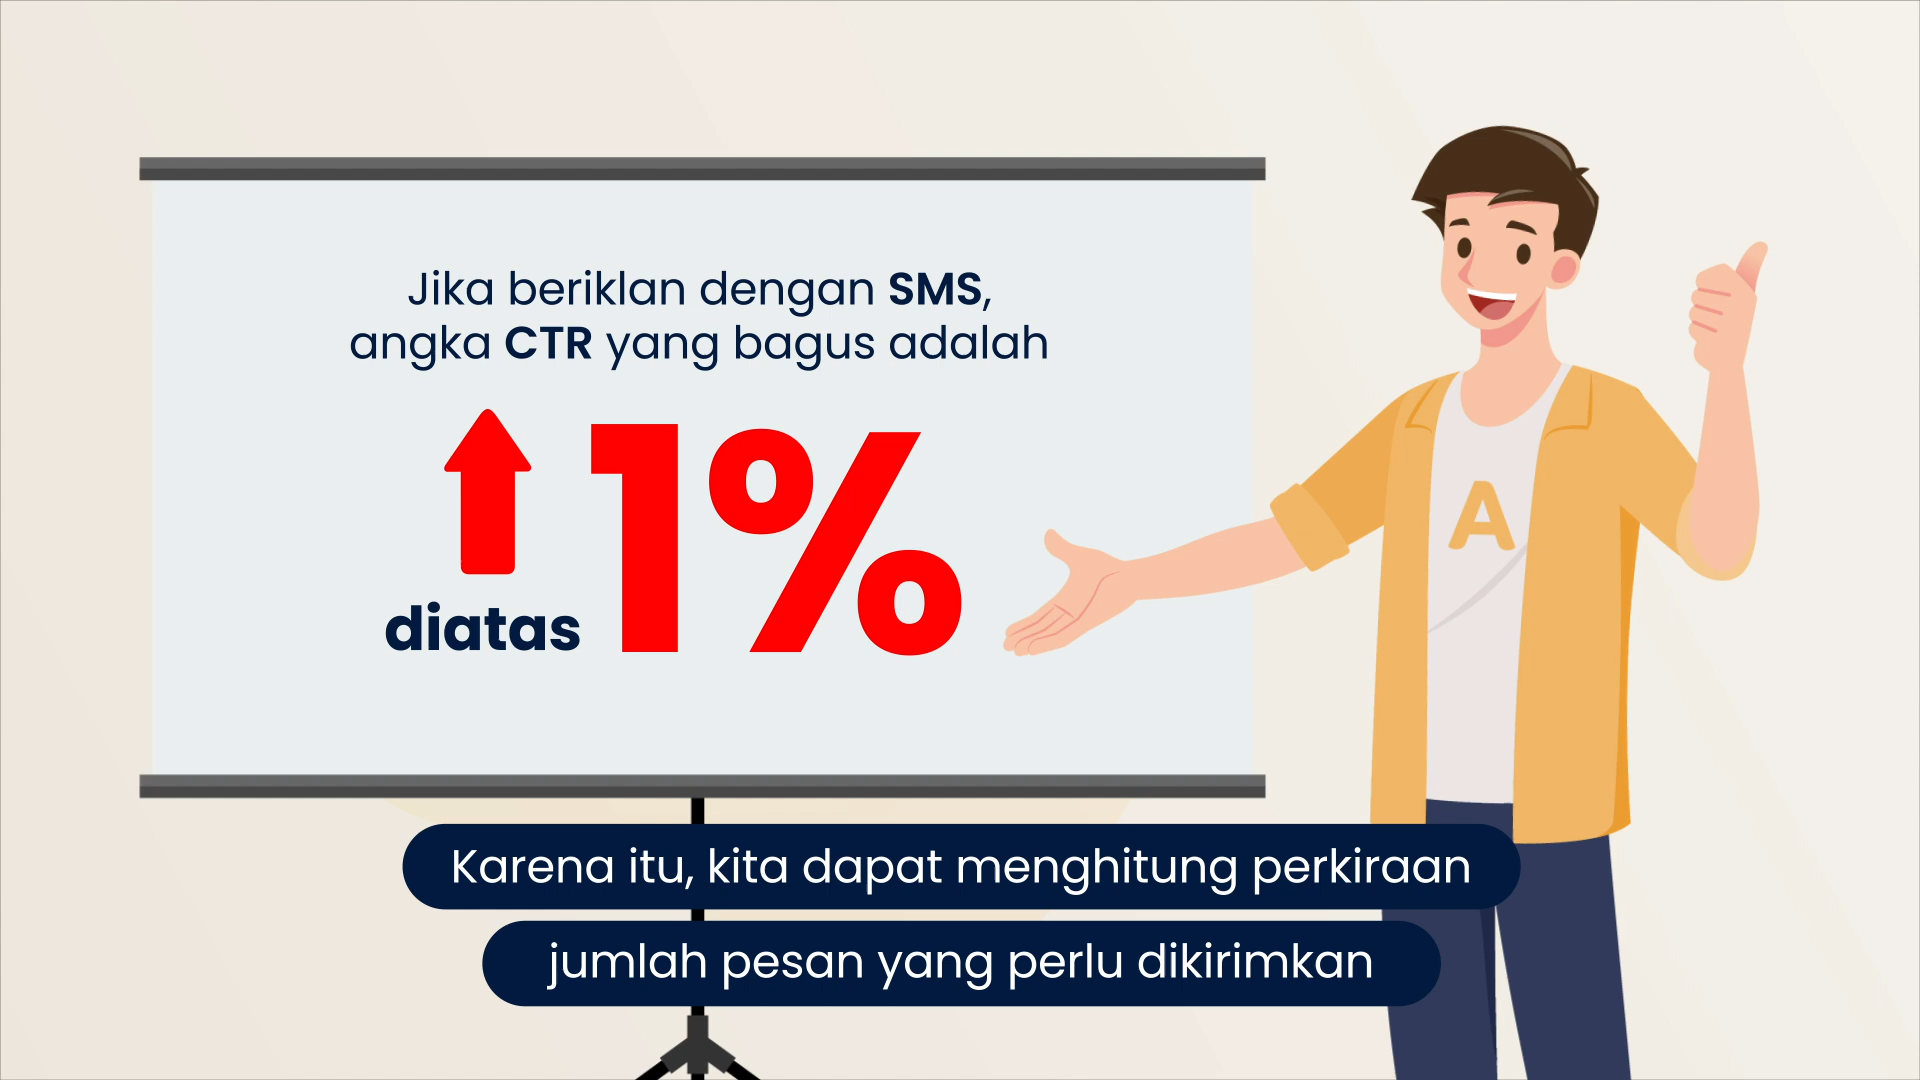 Jika beriklan dengan SMS,
angka CTR yang bagus adalah
1%
diatas
A
Karena itu, kita dapat menghitung perkiraan
jumlah pesan yang perlu dikirimkan